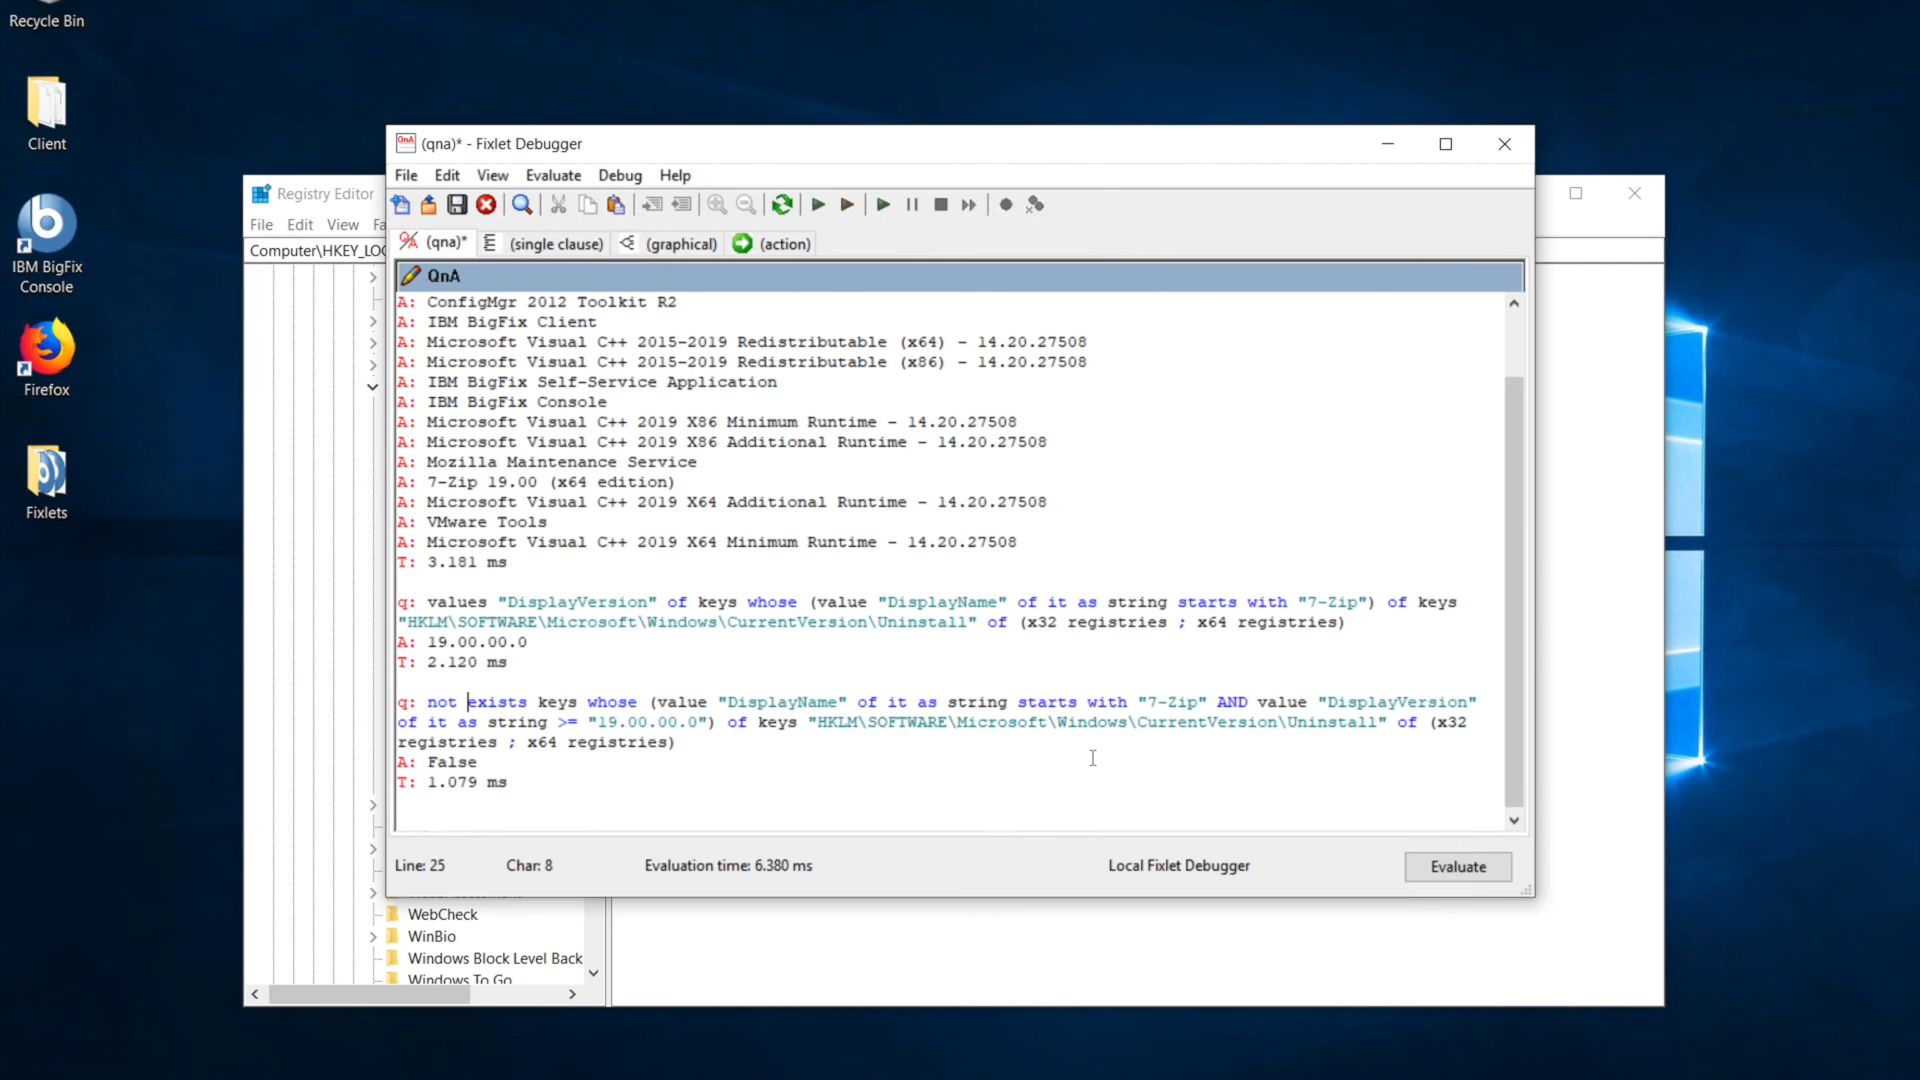 Recycle Bin
Client
IBM BigFix
Console
Firefox
Fixlets
Registry Editor
File Edit View Fa
Computer\HKEY_LOC
WebCheck
WinBio
Windows Block Level Back
Windows To Go
QnA (qna)* - Fixlet Debugger
File Edit View Evaluate Debug Help
(qna)* (single clause) (graphical) (action)
QnA
A: ConfigMgr 2012 Toolkit R2
A: IBM BigFix Client
A: Microsoft Visual C++ 2015-2019 Redistributable (x64) - 14.20.27508
A: Microsoft Visual C++ 2015-2019 Redistributable (x86) - 14.20.27508
A: IBM BigFix Self-Service Application
A: IBM BigFix Console
A: Microsoft Visual C++ 2019 X86 Minimum Runtime - 14.20.27508
A: Microsoft Visual C++ 2019 X86 Additional Runtime - 14.20.27508
A: Mozilla Maintenance Service
A: 7-Zip 19.00 (x64 edition)
A: Microsoft Visual C++ 2019 X64 Additional Runtime - 14.20.27508
A: VMware Tools
A: Microsoft Visual C++ 2019 X64 Minimum Runtime - 14.20.27508
T: 3.181 ms
q: values "DisplayVersion" of keys whose (value "DisplayName" of it as string starts with "7-Zip") of keys
"HKLM\SOFTWARE\Microsoft\Windows\CurrentVersion\Uninstall" of (x32 registries ; x64 registries)
A: 19.00.00.0
T: 2.120 ms
q: not exists keys whose (value "DisplayName" of it as string starts with "7-Zip" AND value "DisplayVersion"
of it as string >= "19.00.00.0") of keys "HKLM\SOFTWARE\Microsoft\Windows\CurrentVersion\Uninstall" of (x32
registries ; x64 registries)
A: False
T: 1.079 ms
Line: 25 Char: 8 Evaluation time: 6.380 ms Local Fixlet Debugger Evaluate